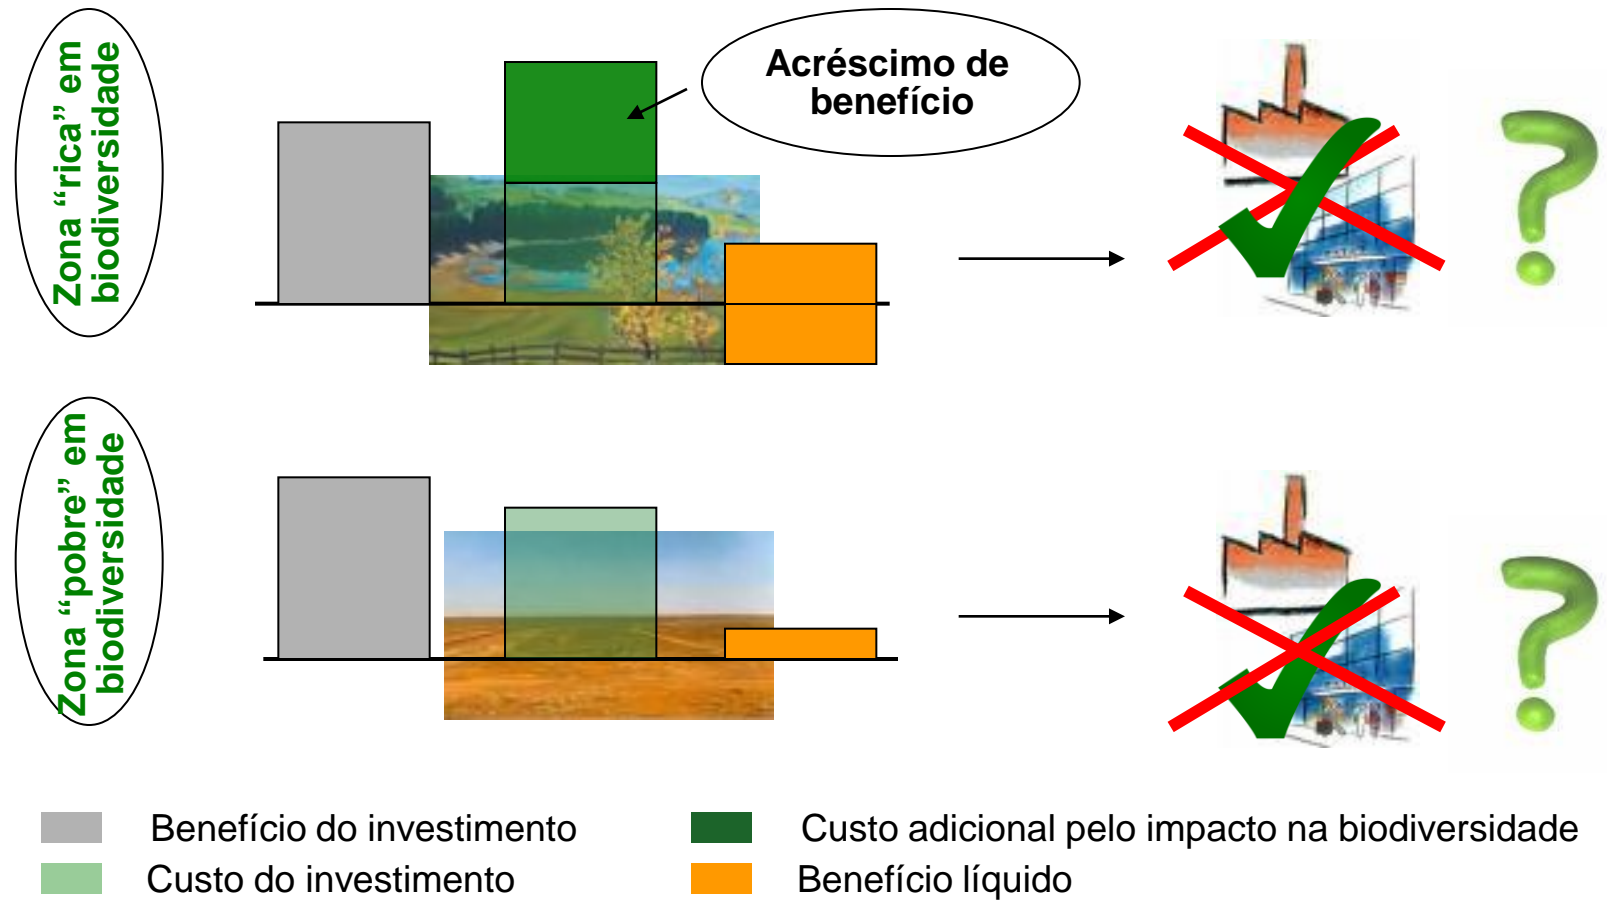 Zona “rica” em
biodiversidade
Acréscimo de
benefício
Zona “pobre” em
biodiversidade
Benefício do investimento
Custo adicional pelo impacto na biodiversidade
Custo do investimento
Benefício líquido